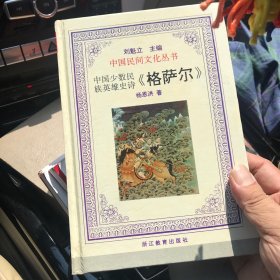 刘魁立 主编
中国民间文化丛书
中国少数民
族英雄史诗
《格萨尔》
杨恩洪 著
浙江教育出版社